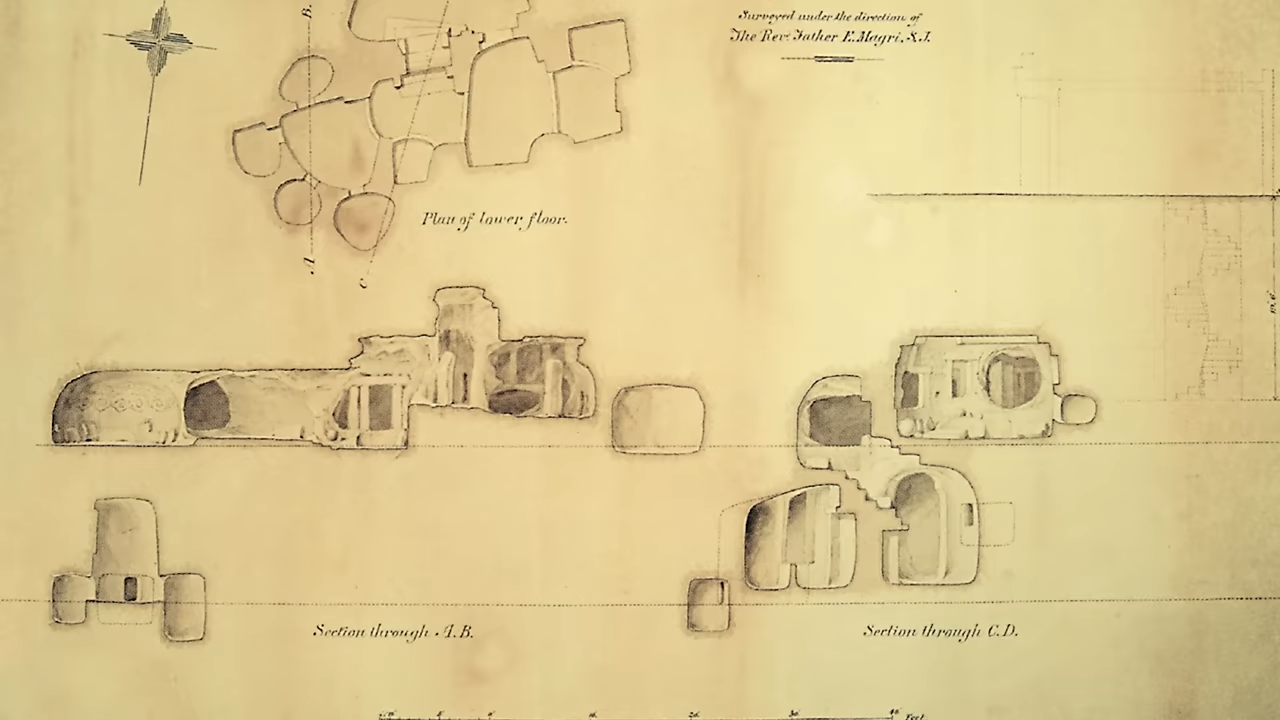 B.
Surveyed under the direction of
The Rev: Father E. Magri, S.J.
Plan of lower floor.
A
C
Section through A.B.
Section through C.D.
Feet